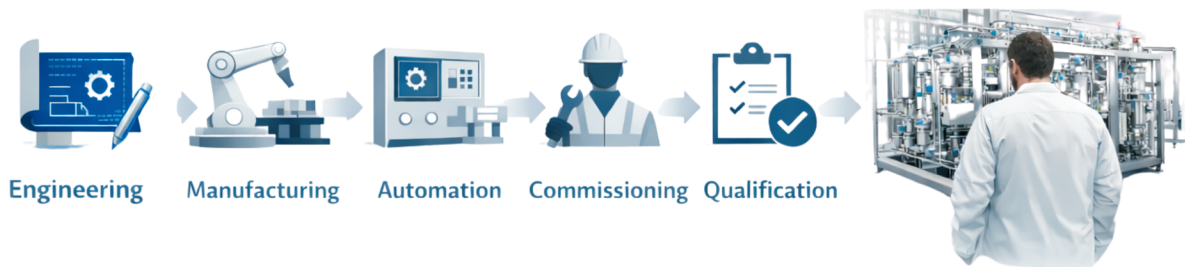 Engineering
Manufacturing
Automation
Commissioning
Qualification